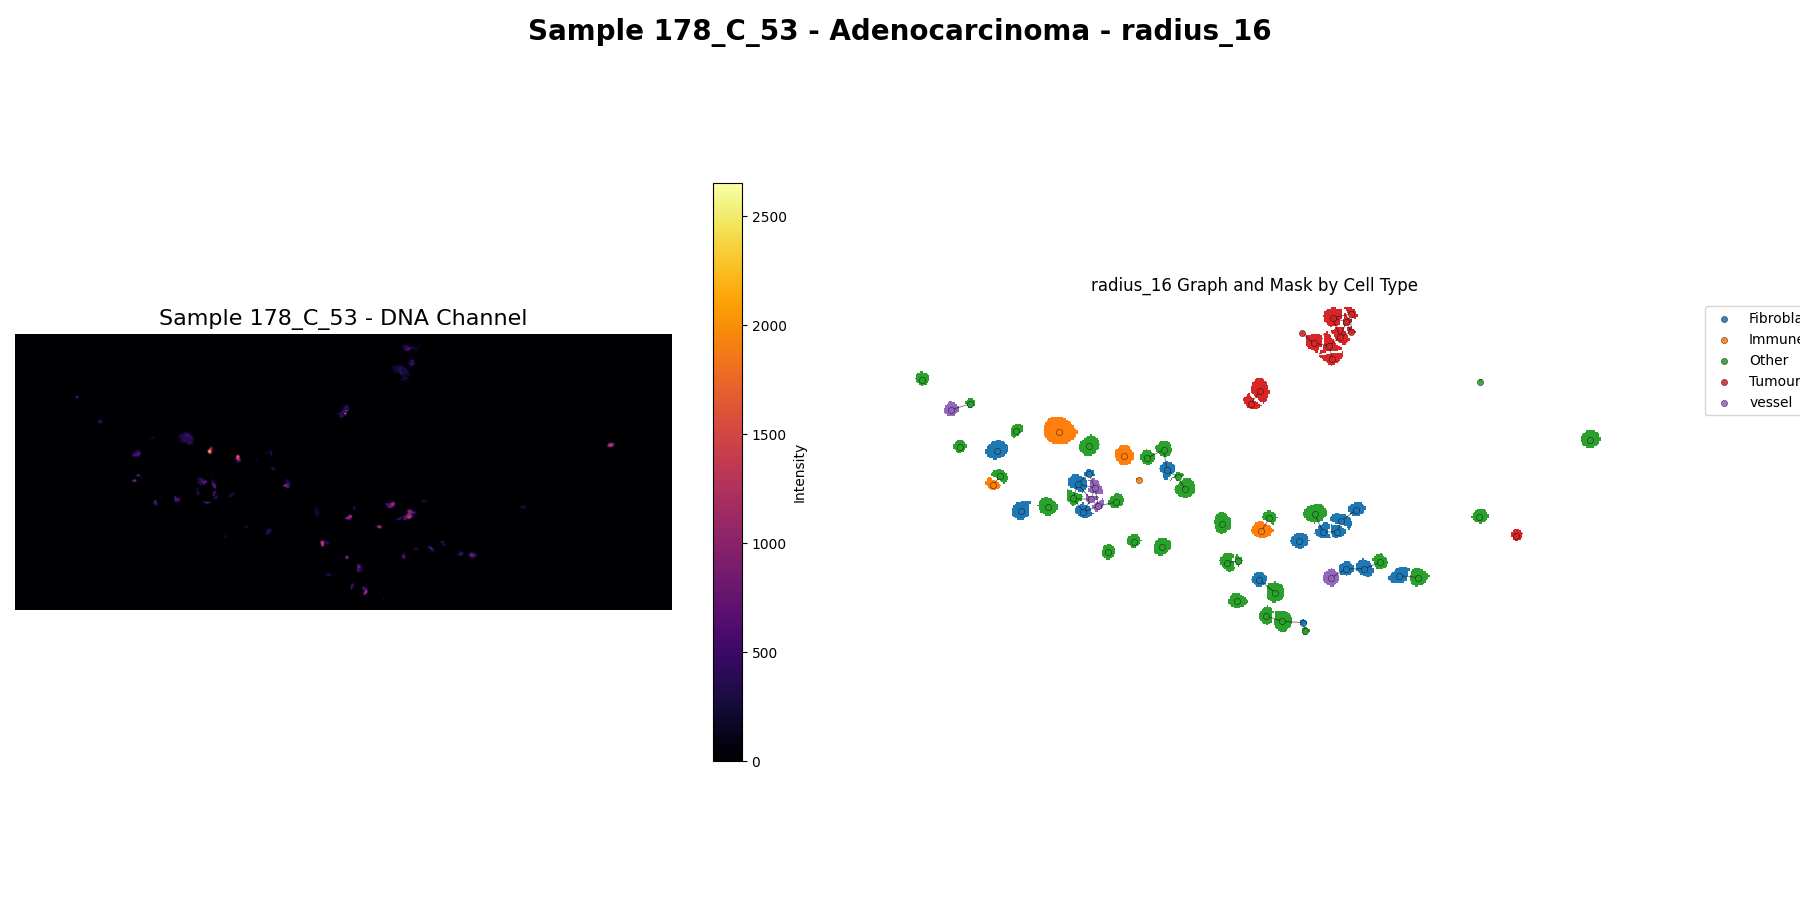 Sample 178_C_53 - Adenocarcinoma - radius_16
Sample 178_C_53 - DNA Channel
2500
2000
1500
1000
500
0
Intensity
radius_16 Graph and Mask by Cell Type
Fibrobla
Immune
Other
Tumour
vessel